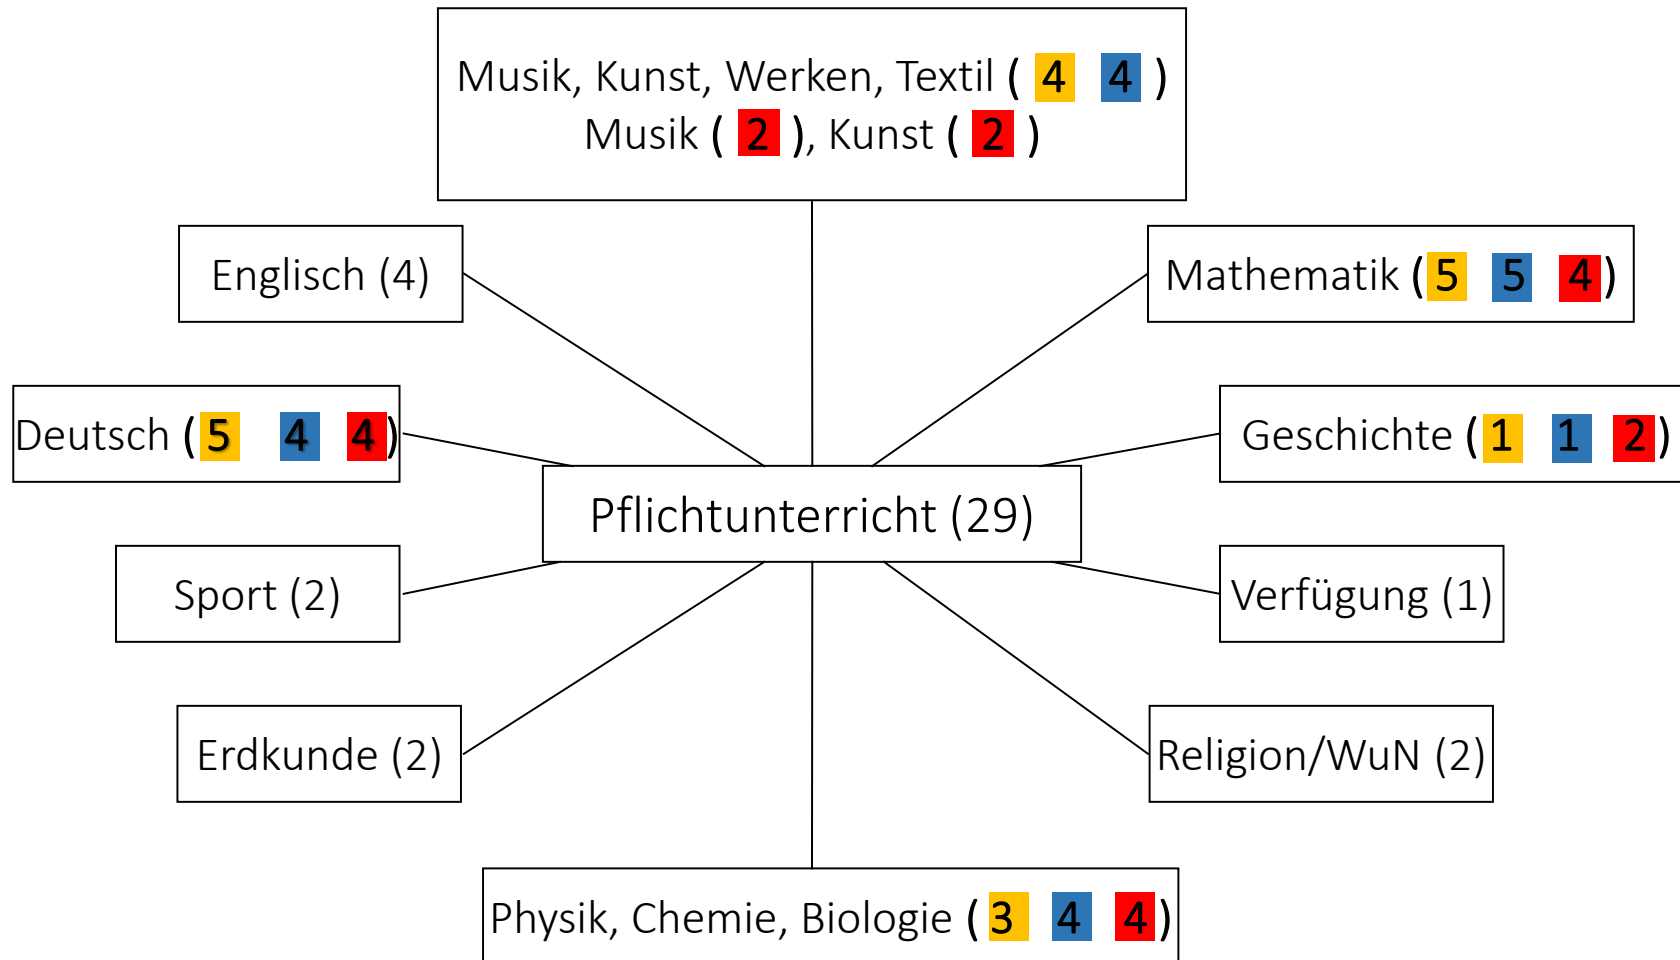 Musik, Kunst, Werken, Textil ( 4 4 )
Musik ( 2 ), Kunst ( 2 )
Englisch (4)
Mathematik ( 5 5 4 )
Deutsch ( 5 4 4 )
Geschichte ( 1 1 2 )
Pflichtunterricht (29)
Sport (2)
Verfügung (1)
Erdkunde (2)
Religion/WuN (2)
Physik, Chemie, Biologie ( 3 4 4 )